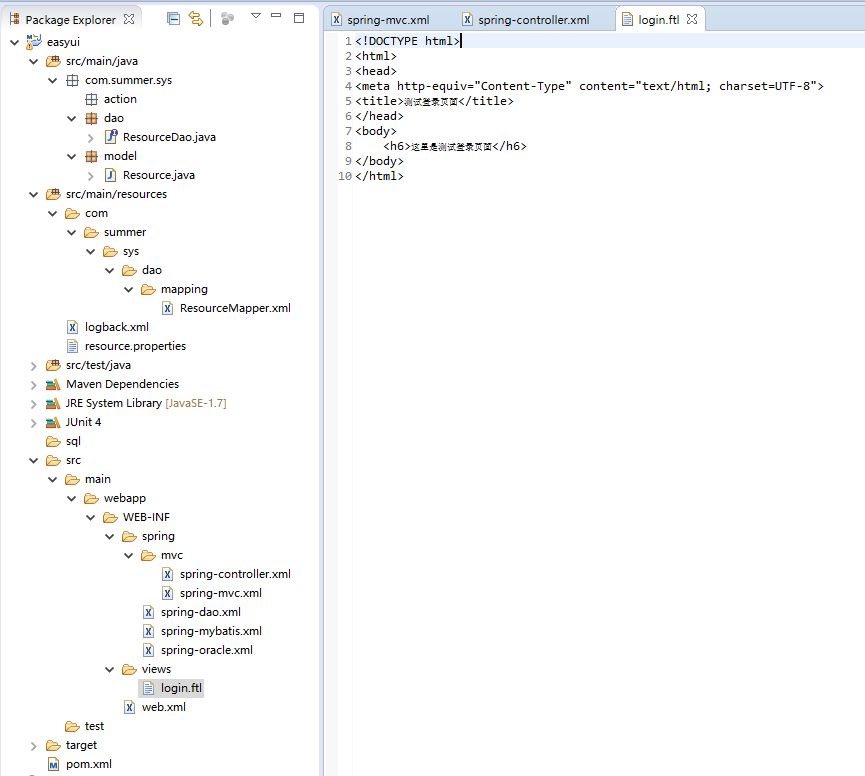 Package Explorer
easyui
src/main/java
com.summer.sys
action
dao
ResourceDao.java
model
Resource.java
src/main/resources
com
summer
sys
dao
mapping
ResourceMapper.xml
logback.xml
resource.properties
src/test/java
Maven Dependencies
JRE System Library [JavaSE-1.7]
JUnit 4
sql
src
main
webapp
WEB-INF
spring
mvc
spring-controller.xml
spring-mvc.xml
spring-dao.xml
spring-mybatis.xml
spring-oracle.xml
views
login.ftl
web.xml
test
target
pom.xml
spring-mvc.xml spring-controller.xml login.ftl
1 <!DOCTYPE html>
2 <html>
3 <head>
4 <meta http-equiv="Content-Type" content="text/html; charset=UTF-8">
5 <title>测试登录页面</title>
6 </head>
7 <body>
8 <h6>这里是测试登录页面</h6>
9 </body>
10 </html>